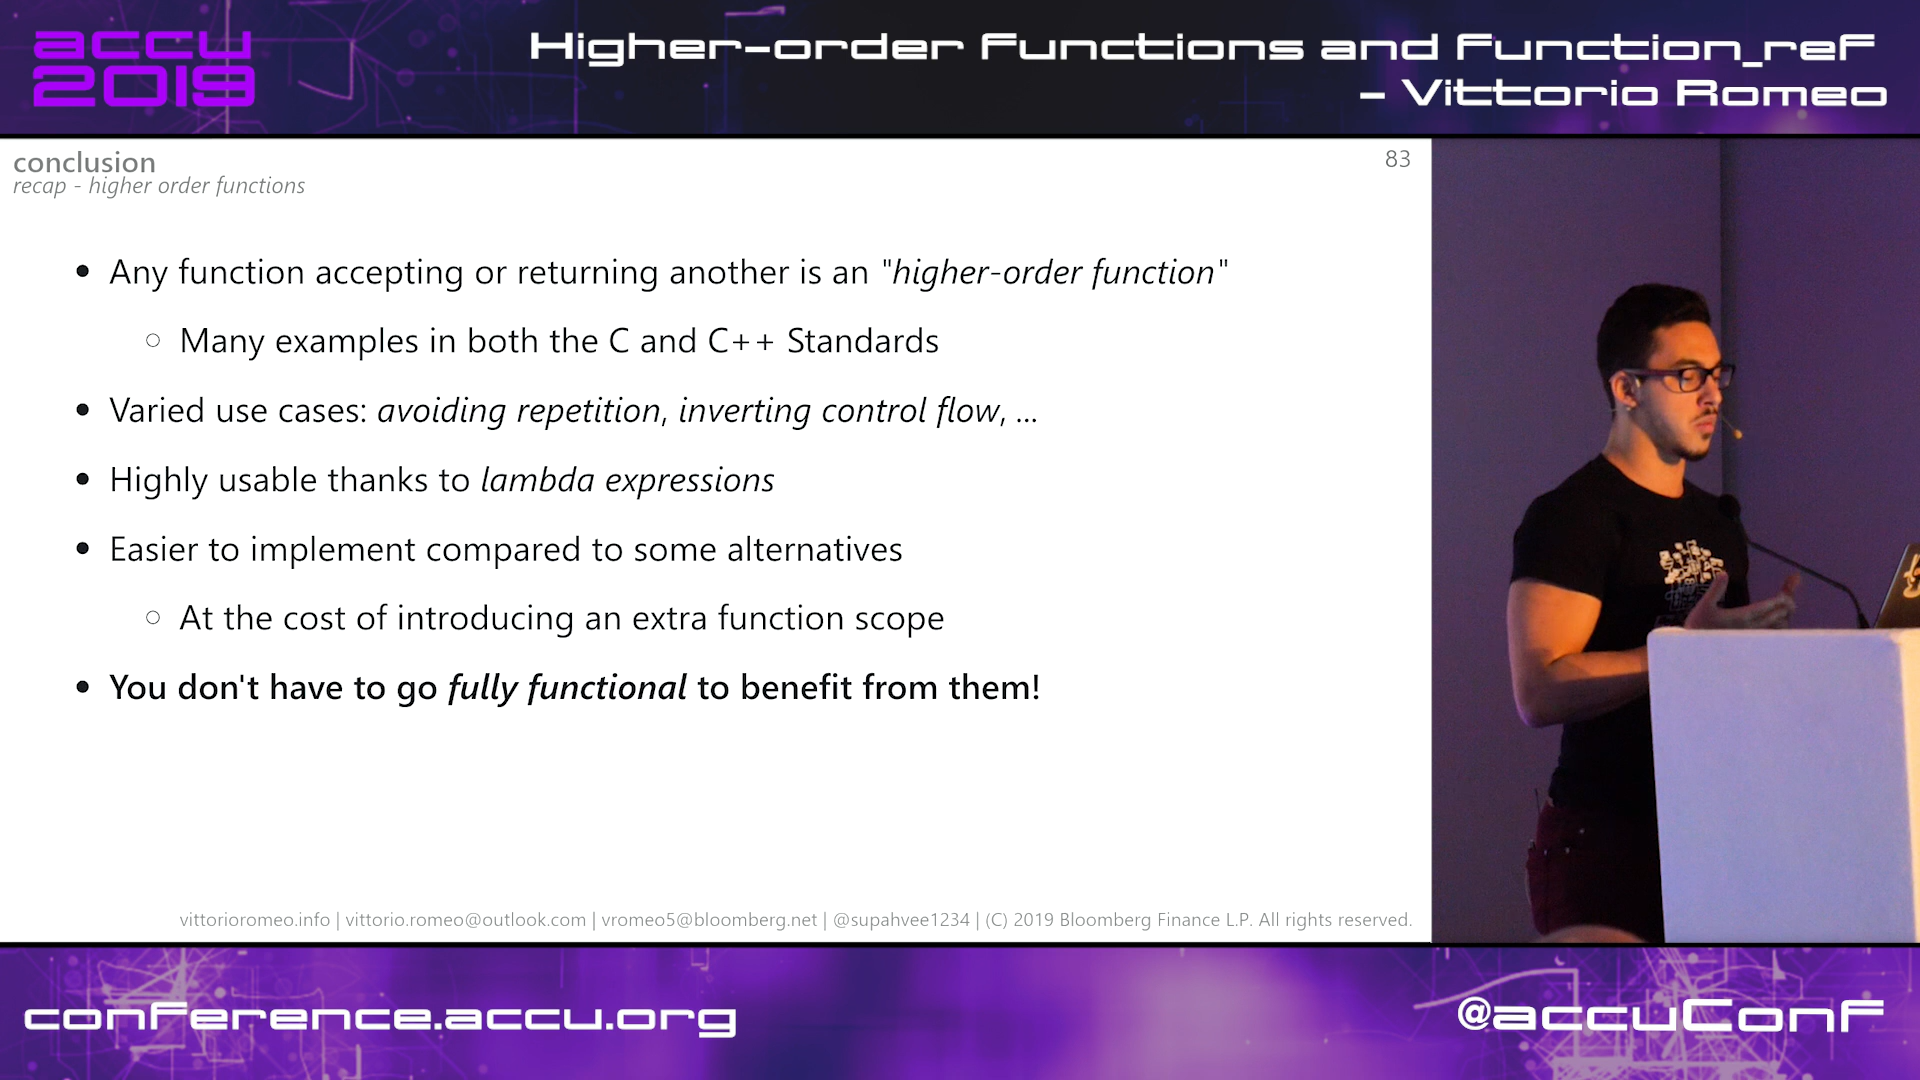 accu
2019
Higher-order Functions and function_ref
- Vittorio Romeo
conclusion
83
recap - higher order functions
• Any function accepting or returning another is an "higher-order function"
○ Many examples in both the C and C++ Standards
• Varied use cases: avoiding repetition, inverting control flow, ...
• Highly usable thanks to lambda expressions
• Easier to implement compared to some alternatives
○ At the cost of introducing an extra function scope
• You don't have to go fully functional to benefit from them!
vittorioromeo.info | vittorio.romeo@outlook.com | vromeo5@bloomberg.net | @supahvee1234 | (C) 2019 Bloomberg Finance L.P. All rights reserved.
conference.accu.org
@accuConf